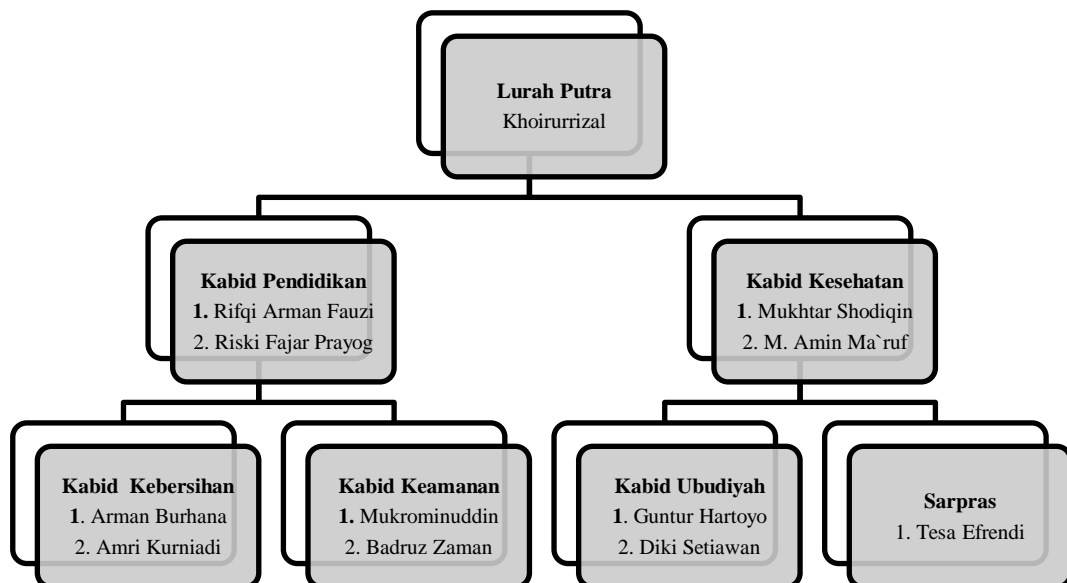 Lurah Putra
Khoirurrizal
Kabid Pendidikan
1. Rifqi Arman Fauzi
2. Riski Fajar Prayog
Kabid Kesehatan
1. Mukhtar Shodiqin
2. M. Amin Ma`ruf
Kabid Kebersihan
1. Arman Burhana
2. Amri Kurniadi
Kabid Keamanan
1. Mukrominuddin
2. Badruz Zaman
Kabid Ubudiyah
1. Guntur Hartoyo
2. Diki Setiawan
Sarpras
1. Tesa Efrendi